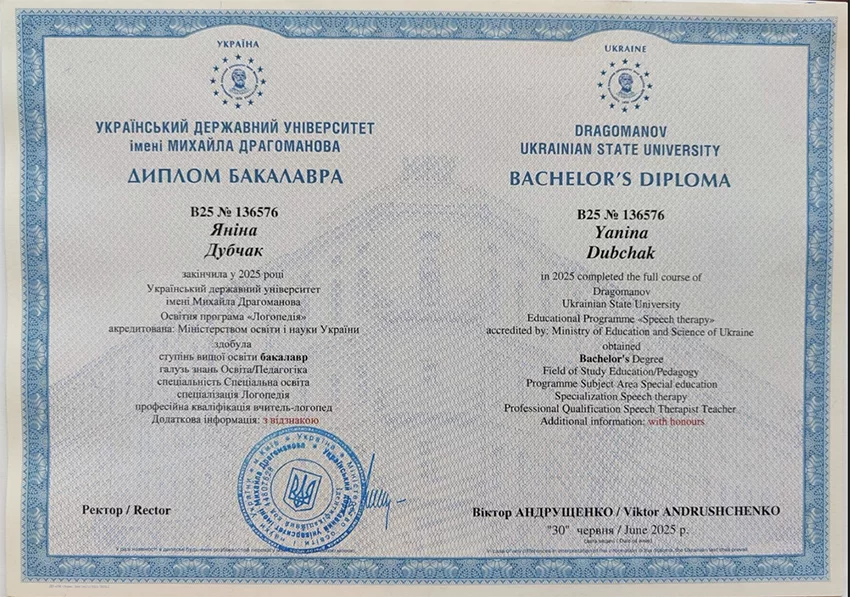 УКРАЇНА
УКРАЇНСЬКИЙ ДЕРЖАВНИЙ УНІВЕРСИТЕТ
імені МИХАЙЛА ДРАГОМАНОВА
ДИПЛОМ БАКАЛАВРА
B25 № 136576
Яніна
Дубчак
закінчила у 2025 році
Український державний університет
імені Михайла Драгоманова
Освітня програма «Логопедія»
акредитована: Міністерством освіти і науки України
здобула
ступінь вищої освіти бакалавр
галузь знань Освіта/Педагогіка
спеціальність Спеціальна освіта
спеціалізація Логопедія
професійна кваліфікація вчитель-логопед
Додаткова інформація: з відзнакою
Ректор / Rector
UKRAINE
DRAGOMANOV
UKRAINIAN STATE UNIVERSITY
BACHELOR'S DIPLOMA
B25 № 136576
Yanina
Dubchak
in 2025 completed the full course of
Dragomanov
Ukrainian State University
Educational Programme «Speech therapy»
accredited by: Ministry of Education and Science of Ukraine
obtained
Bachelor's Degree
Field of Study Education/Pedagogy
Programme Subject Area Special education
Specialization Speech therapy
Professional Qualification Speech Therapist Teacher
Additional information: with honours
Віктор АНДРУЩЕНКО / Viktor ANDRUSHCHENKO
"30" червня / June 2025 р.